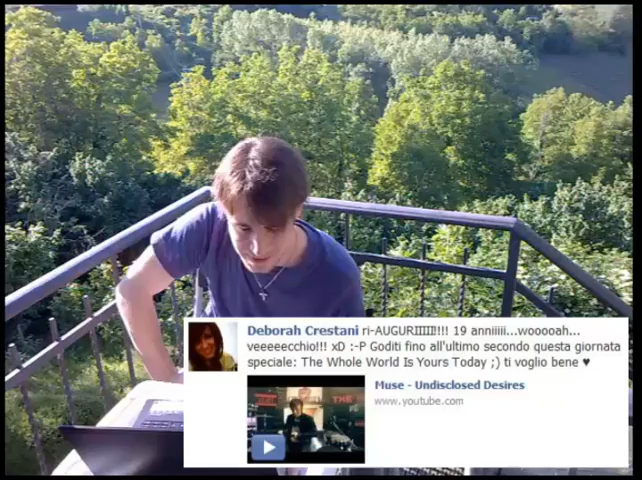 Deborah Crestani ri-AUGURIIIII!!!! 19 anniiiii...wooooah...
veeeeecchio!!! xD :-P Goditi fino all'ultimo secondo questa giornata
speciale: The Whole World Is Yours Today ;) ti voglio bene ♥
Muse - Undisclosed Desires
www.youtube.com